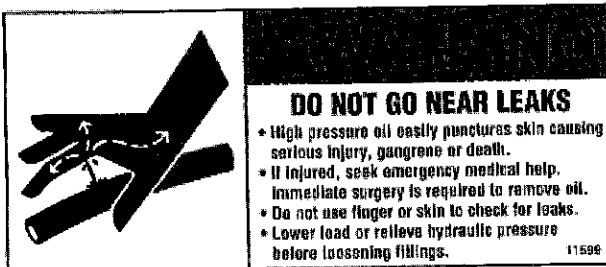 DO NOT GO NEAR LEAKS
• High pressure oil easily punctures skin causing
serious injury, gangrene or death.
• If injured, seek emergency medical help.
Immediate surgery is required to remove oil.
• Do not use finger or skin to check for leaks.
• Lower load or relieve hydraulic pressure
before loosening fittings.
11599